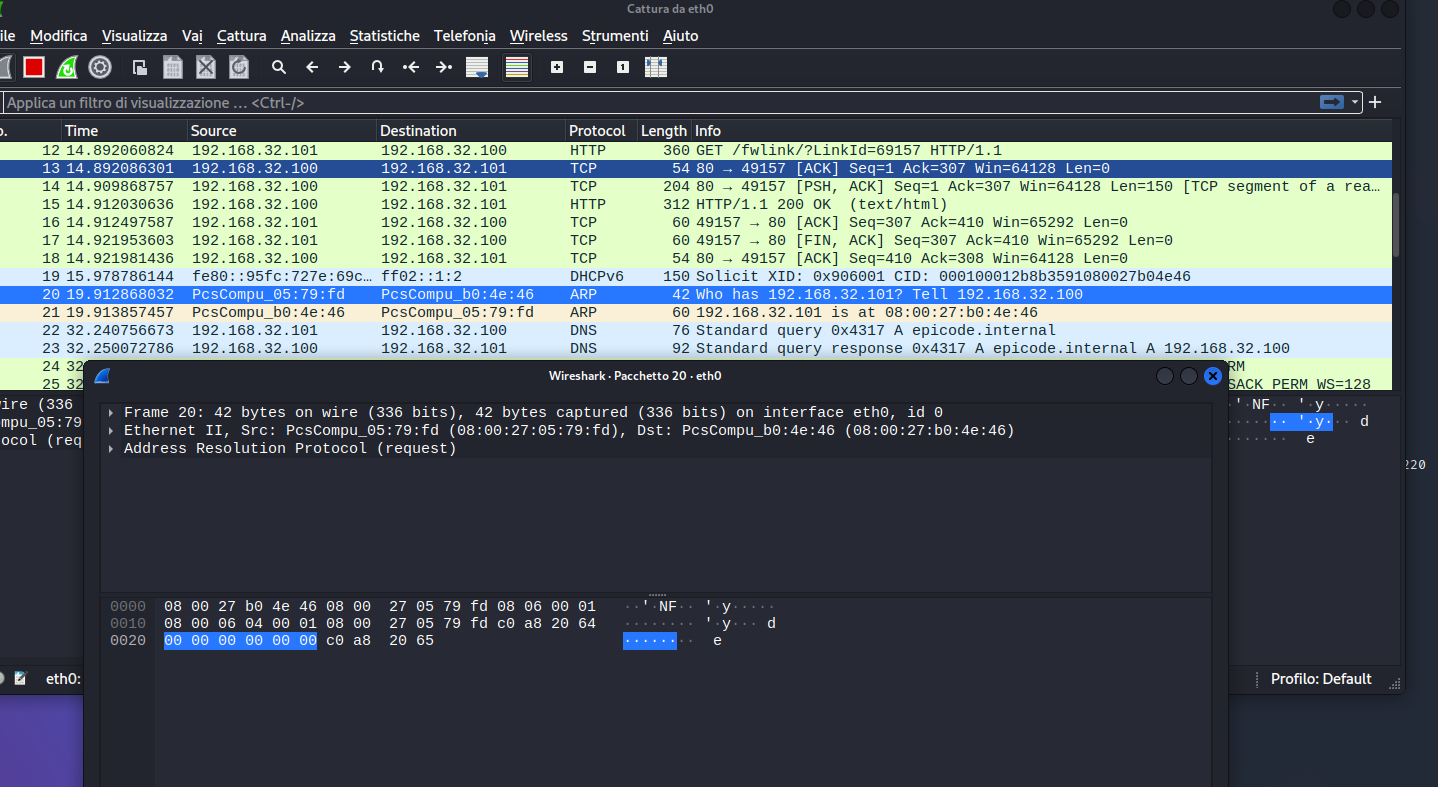 Cattura da eth0
ile Modifica Visualizza Vai Cattura Analizza Statistiche Telefonia Wireless Strumenti Aiuto
Applica un filtro di visualizzazione … <Ctrl-/>
o. Time Source Destination Protocol Length Info
12 14.892060824 192.168.32.101 192.168.32.100 HTTP 360 GET /fwlink/?LinkId=69157 HTTP/1.1
13 14.892086301 192.168.32.100 192.168.32.101 TCP 54 80 → 49157 [ACK] Seq=1 Ack=307 Win=64128 Len=0
14 14.909868757 192.168.32.100 192.168.32.101 TCP 204 80 → 49157 [PSH, ACK] Seq=1 Ack=307 Win=64128 Len=150 [TCP segment of a rea…
15 14.912030636 192.168.32.100 192.168.32.101 HTTP 312 HTTP/1.1 200 OK (text/html)
16 14.912497587 192.168.32.101 192.168.32.100 TCP 60 49157 → 80 [ACK] Seq=307 Ack=410 Win=65292 Len=0
17 14.921953603 192.168.32.101 192.168.32.100 TCP 60 49157 → 80 [FIN, ACK] Seq=307 Ack=410 Win=65292 Len=0
18 14.921981436 192.168.32.100 192.168.32.101 TCP 54 80 → 49157 [ACK] Seq=410 Ack=308 Win=64128 Len=0
19 15.978786144 fe80::95fc:727e:69c… ff02::1:2 DHCPv6 150 Solicit XID: 0x906001 CID: 000100012b8b3591080027b04e46
20 19.912868032 PcsCompu_05:79:fd PcsCompu_b0:4e:46 ARP 42 Who has 192.168.32.101? Tell 192.168.32.100
21 19.913857457 PcsCompu_b0:4e:46 PcsCompu_05:79:fd ARP 60 192.168.32.101 is at 08:00:27:b0:4e:46
22 32.240756673 192.168.32.101 192.168.32.100 DNS 76 Standard query 0x4317 A epicode.internal
23 32.250072786 192.168.32.100 192.168.32.101 DNS 92 Standard query response 0x4317 A epicode.internal A 192.168.32.100
24 32 RM
25 32 SACK_PERM WS=128
wire (336
mpu_05:79
ocol (req
··'·NF·· '·y·····
········ '·y··· d
········ e
220
Wireshark · Pacchetto 20 · eth0
Frame 20: 42 bytes on wire (336 bits), 42 bytes captured (336 bits) on interface eth0, id 0
Ethernet II, Src: PcsCompu_05:79:fd (08:00:27:05:79:fd), Dst: PcsCompu_b0:4e:46 (08:00:27:b0:4e:46)
Address Resolution Protocol (request)
0000 08 00 27 b0 4e 46 08 00 27 05 79 fd 08 06 00 01 ··'·NF·· '·y·····
0010 08 00 06 04 00 01 08 00 27 05 79 fd c0 a8 20 64 ········ '·y··· d
0020 00 00 00 00 00 00 c0 a8 20 65 ········ e
eth0:
Profilo: Default